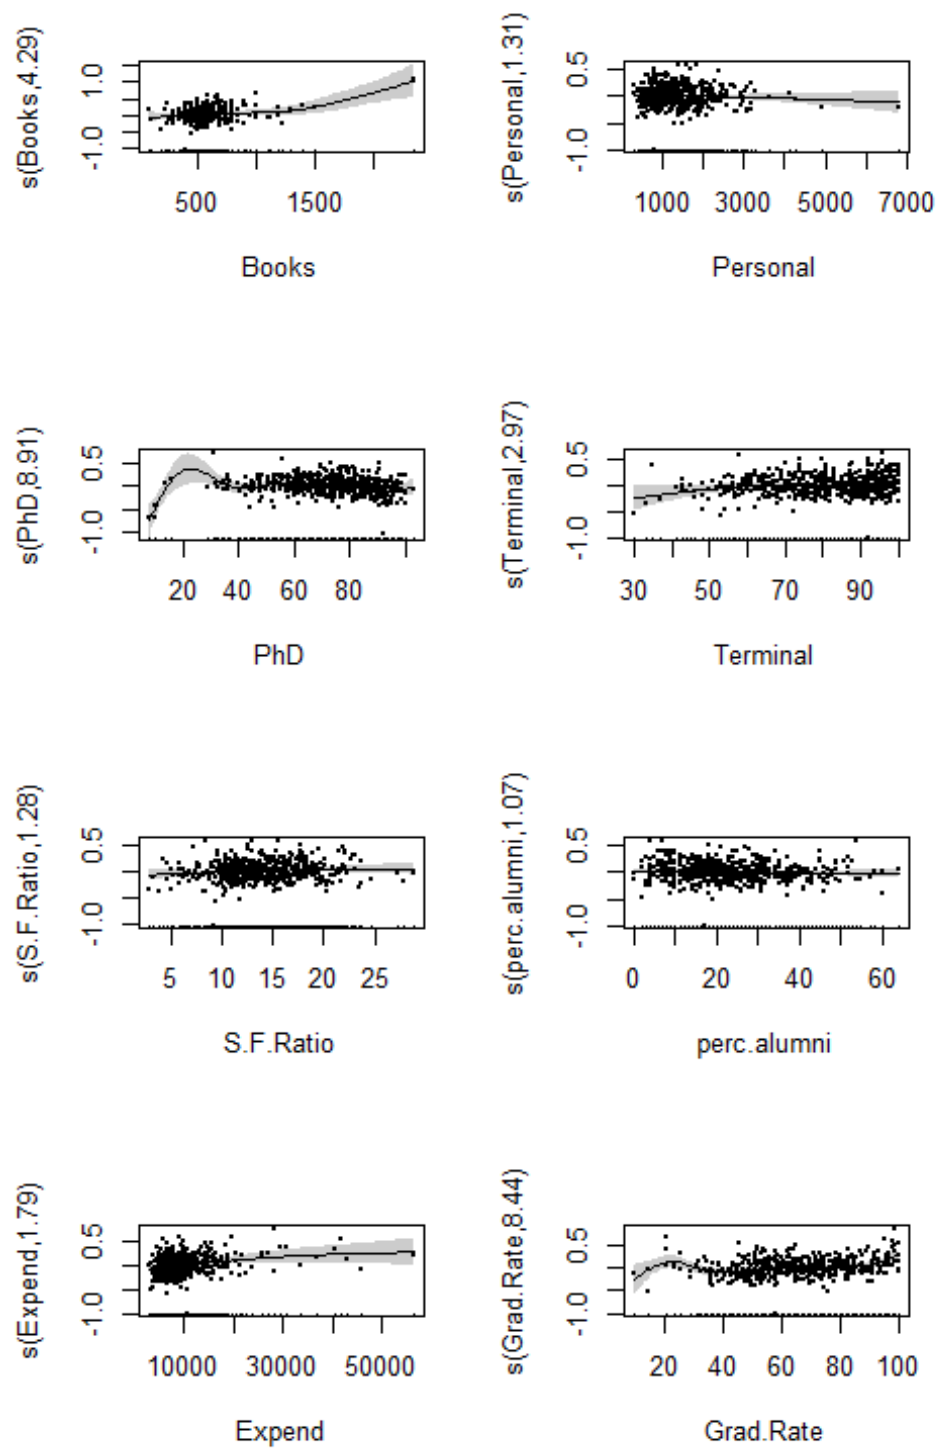 s(Books,4.29)
-1.0 1.0
500 1500
Books
s(Personal,1.31)
-1.0 0.5
1000 3000 5000 7000
Personal
s(PhD,8.91)
-1.0 0.5
20 40 60 80
PhD
s(Terminal,2.97)
-1.0 0.5
30 50 70 90
Terminal
s(S.F.Ratio,1.28)
-1.0 0.5
5 10 15 20 25
S.F.Ratio
s(perc.alumni,1.07)
-1.0 0.5
0 20 40 60
perc.alumni
s(Expend,1.79)
-1.0 0.5
10000 30000 50000
Expend
s(Grad.Rate,8.44)
-1.0 0.5
20 40 60 80 100
Grad.Rate